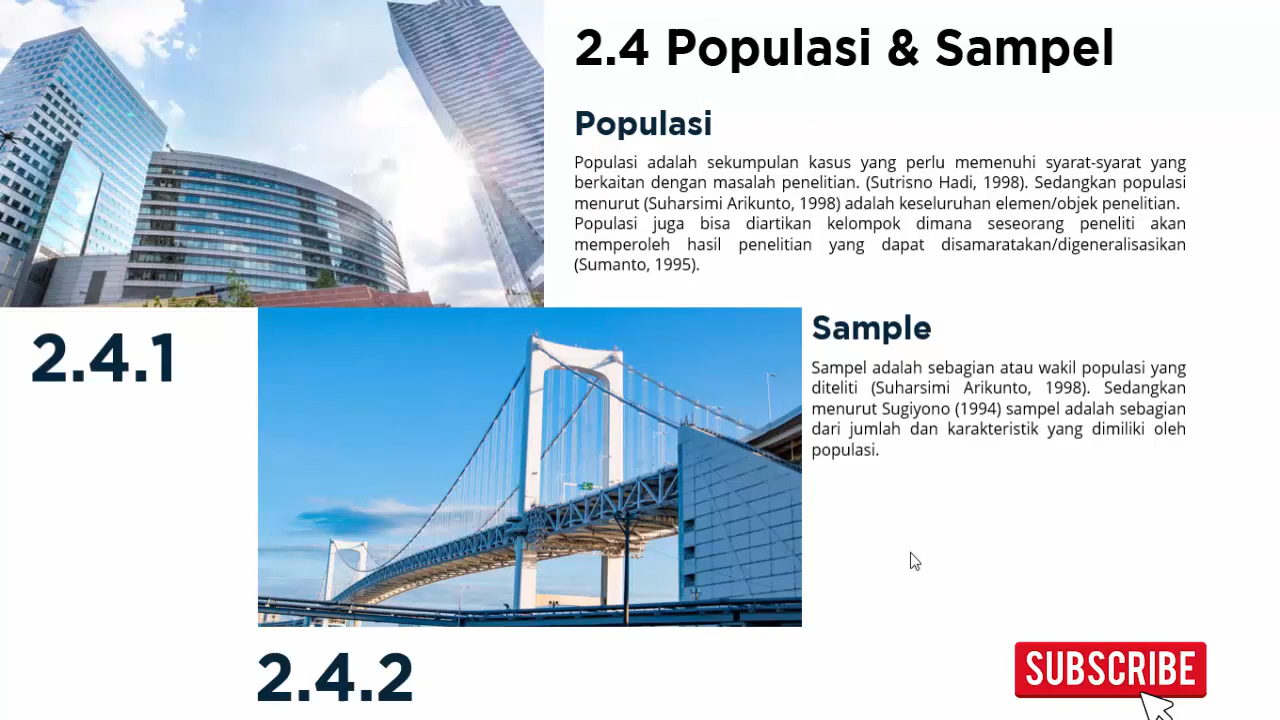 2.4 Populasi & Sampel
Populasi
Populasi adalah sekumpulan kasus yang perlu memenuhi syarat-syarat yang
berkaitan dengan masalah penelitian. (Sutrisno Hadi, 1998). Sedangkan populasi
menurut (Suharsimi Arikunto, 1998) adalah keseluruhan elemen/objek penelitian.
Populasi juga bisa diartikan kelompok dimana seseorang peneliti akan
memperoleh hasil penelitian yang dapat disamaratakan/digeneralisasikan
(Sumanto, 1995).
2.4.1
Sample
Sampel adalah sebagian atau wakil populasi yang
diteliti (Suharsimi Arikunto, 1998). Sedangkan
menurut Sugiyono (1994) sampel adalah sebagian
dari jumlah dan karakteristik yang dimiliki oleh
populasi.
2.4.2
SUBSCRIBE